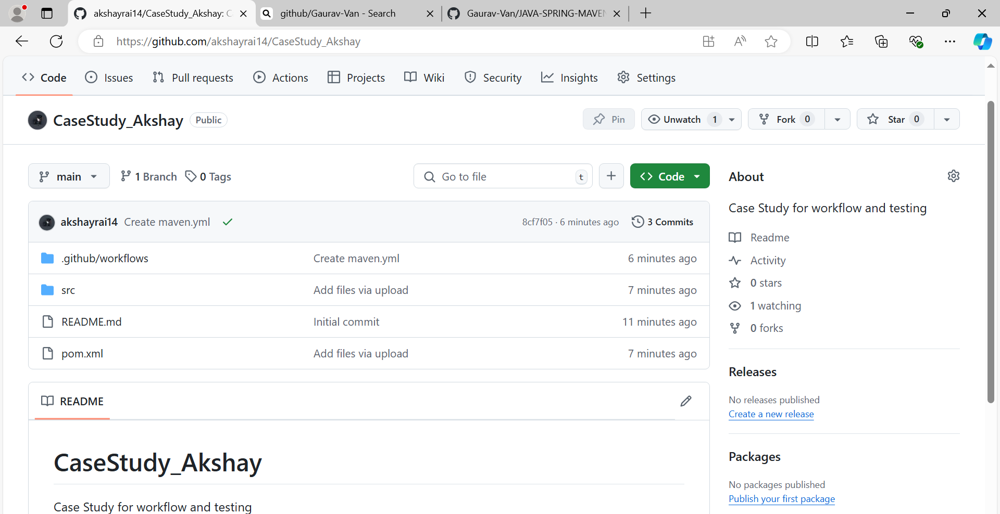 akshayrai14/CaseStudy_Akshay:
github/Gaurav-Van - Search
Gaurav-Van/JAVA-SPRING-MAVEN
https://github.com/akshayrai14/CaseStudy_Akshay
Code
Issues
Pull requests
Actions
Projects
Wiki
Security
Insights
Settings
CaseStudy_Akshay
Public
Pin
Unwatch 1
Fork 0
Star 0
main
1 Branch
0 Tags
Go to file
t
Code
About
Case Study for workflow and testing
akshayrai14 Create maven.yml
8cf7f05 · 6 minutes ago
3 Commits
.github/workflows Create maven.yml 6 minutes ago
src Add files via upload 7 minutes ago
README.md Initial commit 11 minutes ago
pom.xml Add files via upload 7 minutes ago
Readme
Activity
0 stars
1 watching
0 forks
Releases
No releases published
Create a new release
Packages
No packages published
Publish your first package
README
CaseStudy_Akshay
Case Study for workflow and testing